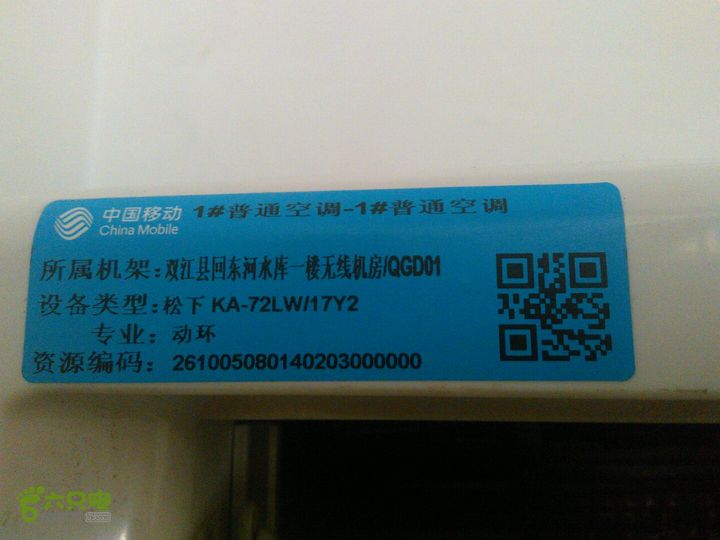 中国移动 1#普通空调-1#普通空调
China Mobile
所属机架: 双江县回东河水库一楼无线机房/QGD01
设备类型: 松下 KA-72LW/17Y2
专业: 动环
资源编码: 261005080140203000000
六只脚